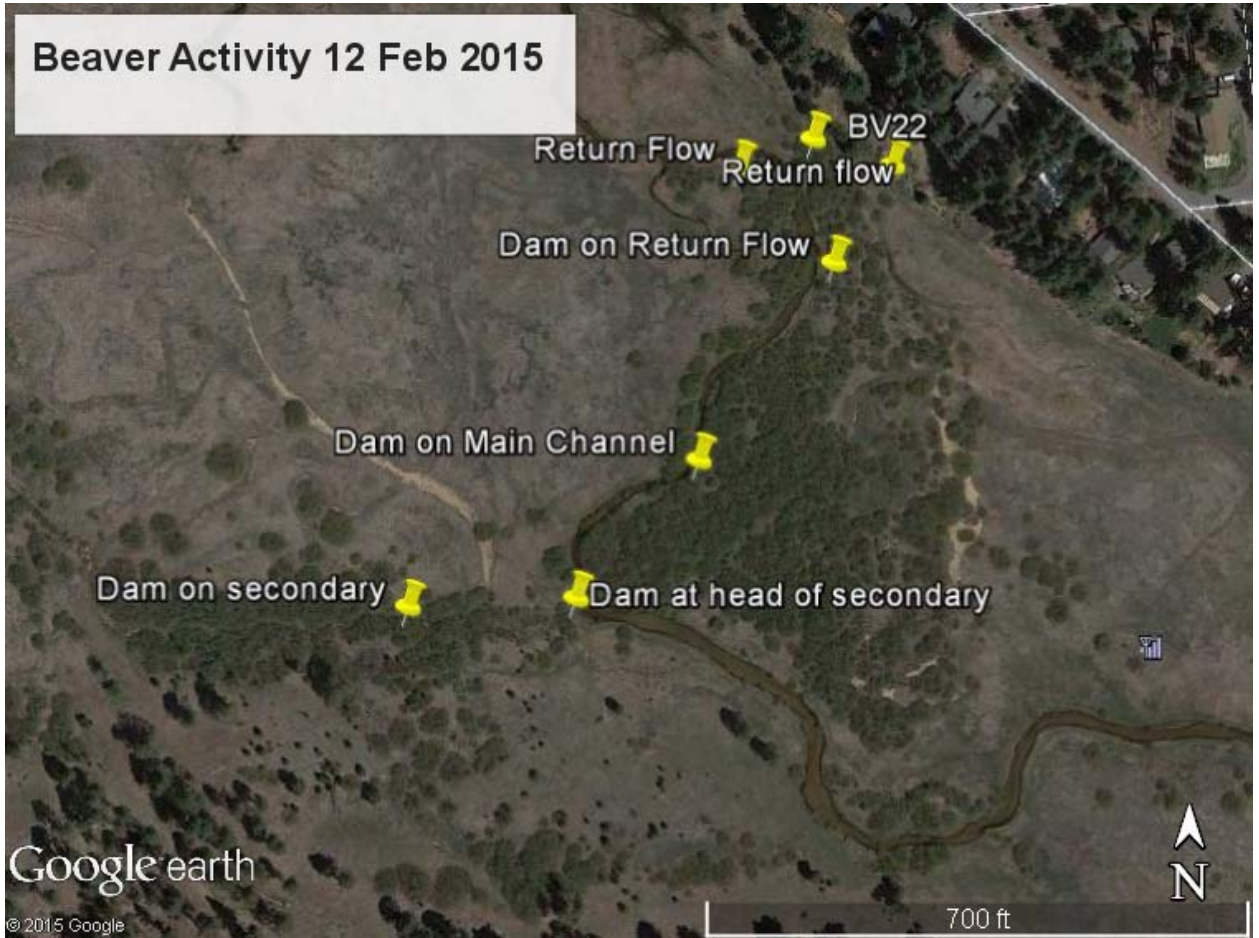 Beaver Activity 12 Feb 2015
BV22
Return Flow
Return flow
Dam on Return Flow
Dam on Main Channel
Dam on secondary
Dam at head of secondary
N
Google earth
700 ft
© 2015 Google